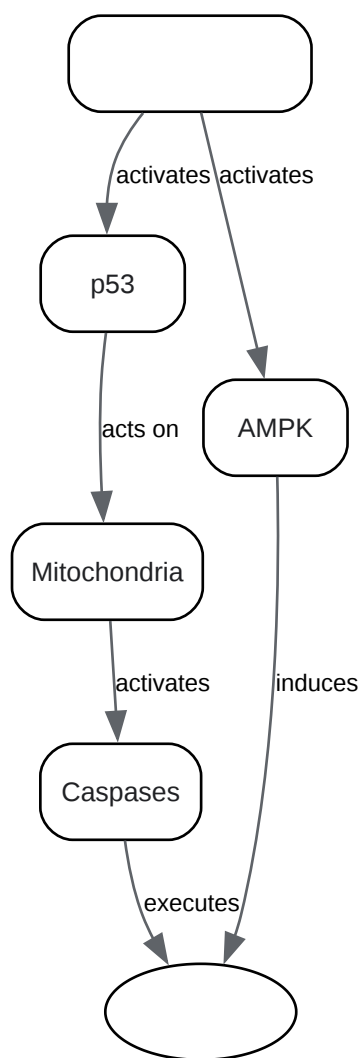 activates activates
p53
acts on
AMPK
Mitochondria
activates
induces
Caspases
executes